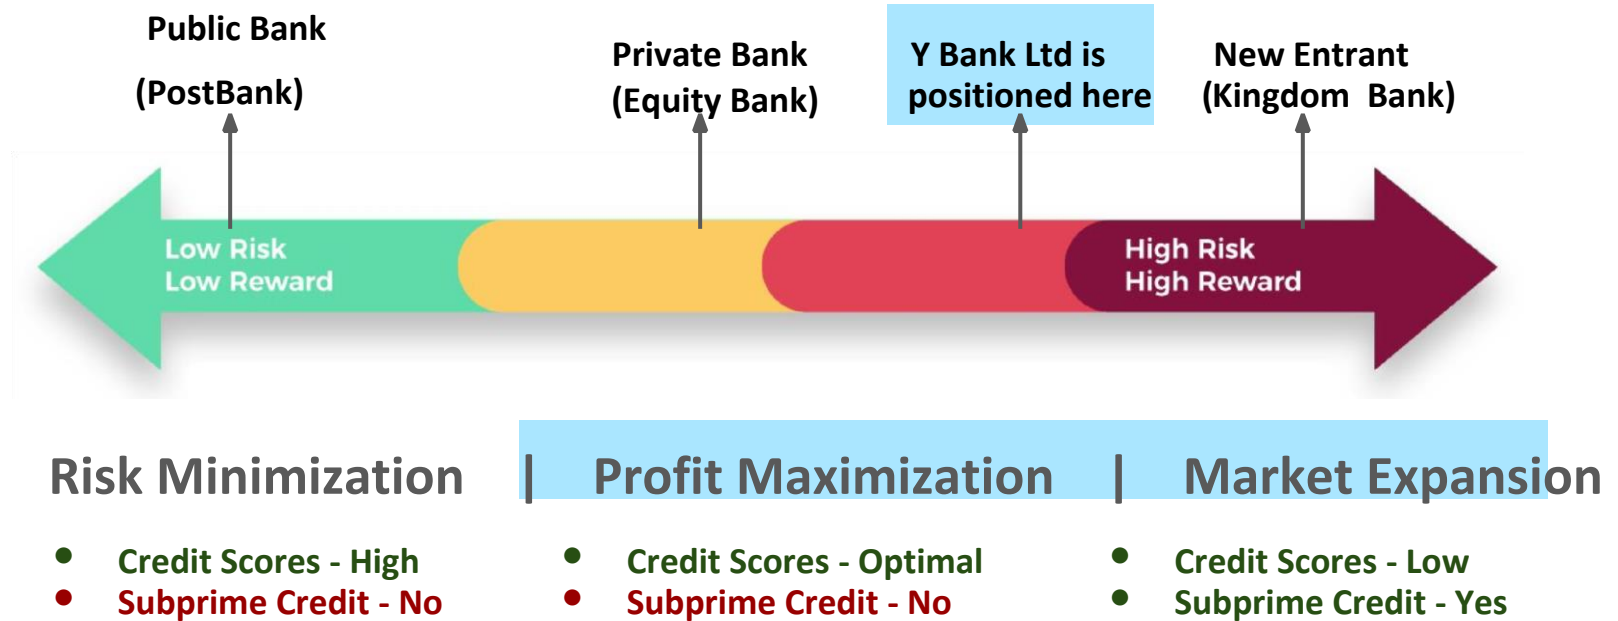 Public Bank
(PostBank)
Private Bank
(Equity Bank)
Y Bank Ltd is
positioned here
New Entrant
(Kingdom Bank)
Low Risk
Low Reward
High Risk
High Reward
Risk Minimization | Profit Maximization | Market Expansion
• Credit Scores - High
• Subprime Credit - No
• Credit Scores - Optimal
• Subprime Credit - No
• Credit Scores - Low
• Subprime Credit - Yes